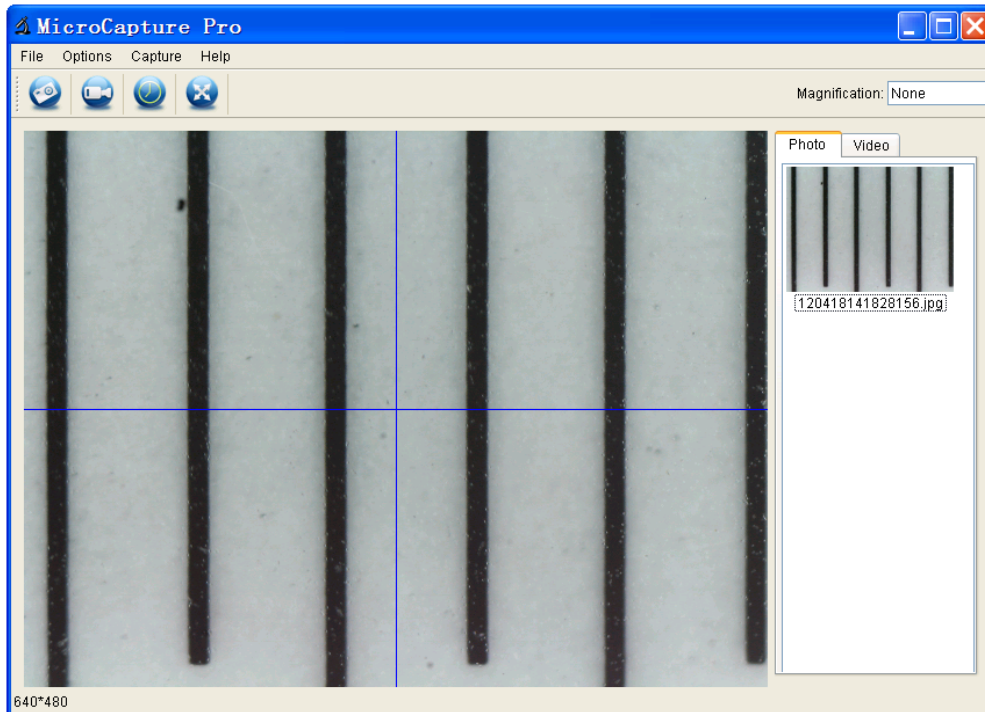 MicroCapture Pro
File Options Capture Help
Magnification: None
Photo Video
120418141828156.jpg
640*480